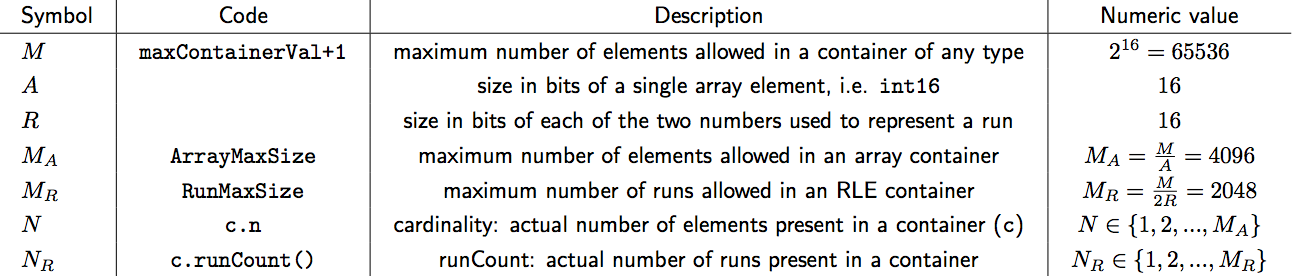 Symbol Code Description Numeric value
M maxContainerVal+1 maximum number of elements allowed in a container of any type 2^16 = 65536
A size in bits of a single array element, i.e. int16 16
R size in bits of each of the two numbers used to represent a run 16
M_A ArrayMaxSize maximum number of elements allowed in an array container M_A = M/A = 4096
M_R RunMaxSize maximum number of runs allowed in an RLE container M_R = M/2R = 2048
N c.n cardinality: actual number of elements present in a container (c) N ∈ {1, 2, ..., M_A}
N_R c.runCount() runCount: actual number of runs present in a container N_R ∈ {1, 2, ..., M_R}